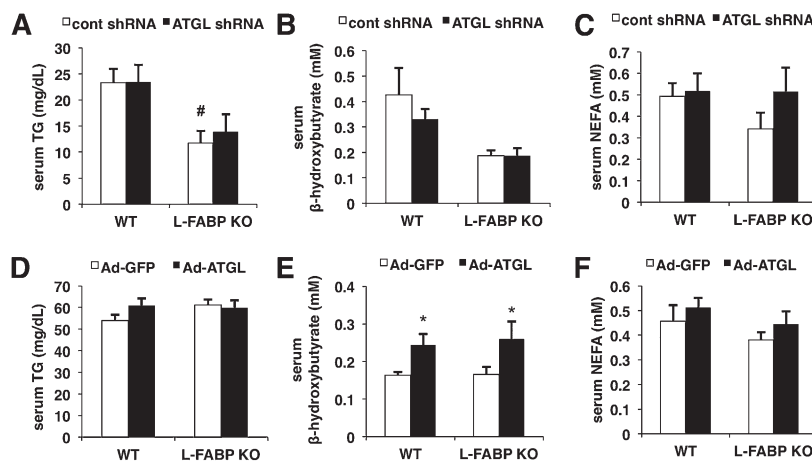 A
□cont shRNA ■ATGL shRNA
serum TG (mg/dL)
30
25
20
15
10
5
0
#
WT L-FABP KO
B
□cont shRNA ■ATGL shRNA
serum
β-hydroxybutyrate (mM)
0.6
0.5
0.4
0.3
0.2
0.1
0
WT L-FABP KO
C
□cont shRNA ■ATGL shRNA
serum NEFA (mM)
0.7
0.6
0.5
0.4
0.3
0.2
0.1
0
WT L-FABP KO
D
□Ad-GFP ■Ad-ATGL
serum TG (mg/dL)
70
60
50
40
30
20
10
0
WT L-FABP KO
E
□Ad-GFP ■Ad-ATGL
serum
β-hydroxybutyrate (mM)
0.4
0.3
0.2
0.1
0
* *
WT L-FABP KO
F
□Ad-GFP ■Ad-ATGL
serum NEFA (mM)
0.6
0.5
0.4
0.3
0.2
0.1
0
WT L-FABP KO